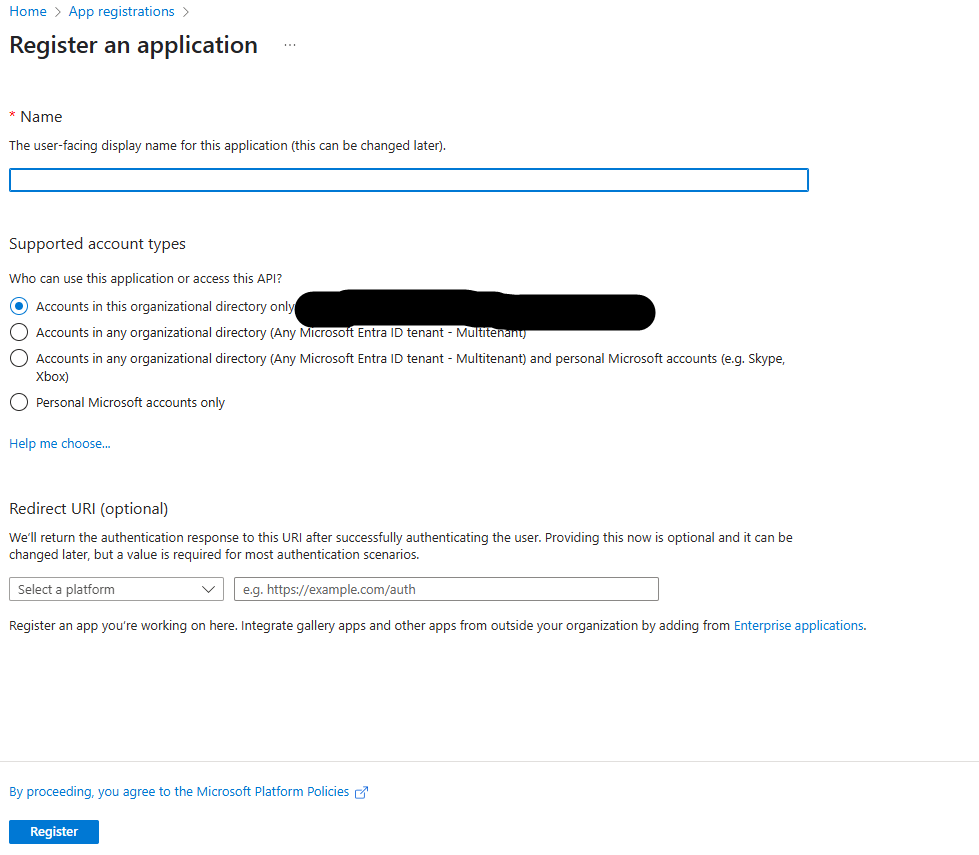 Home > App registrations >
Register an application ...
* Name
The user-facing display name for this application (this can be changed later).
Supported account types
Who can use this application or access this API?
Accounts in this organizational directory only
Accounts in any organizational directory (Any Microsoft Entra ID tenant - Multitenant)
Accounts in any organizational directory (Any Microsoft Entra ID tenant - Multitenant) and personal Microsoft accounts (e.g. Skype,
Xbox)
Personal Microsoft accounts only
Help me choose...
Redirect URI (optional)
We'll return the authentication response to this URI after successfully authenticating the user. Providing this now is optional and it can be
changed later, but a value is required for most authentication scenarios.
Select a platform e.g. https://example.com/auth
Register an app you're working on here. Integrate gallery apps and other apps from outside your organization by adding from Enterprise applications.
By proceeding, you agree to the Microsoft Platform Policies
Register